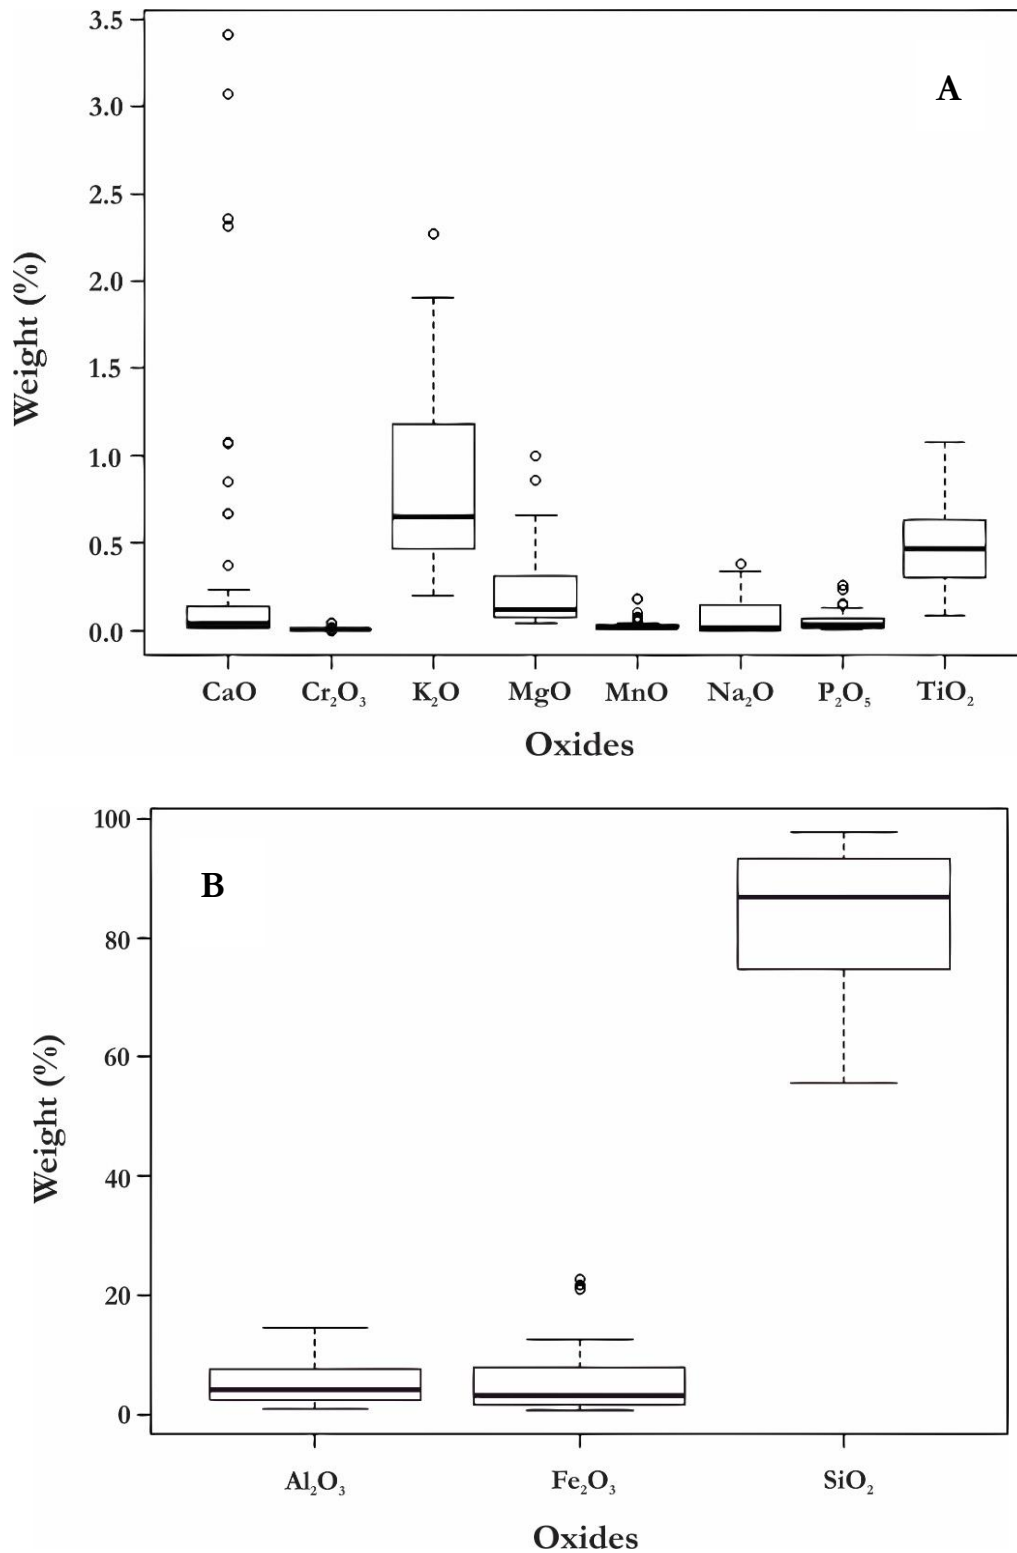 A
3.5
3.0
2.5
2.0
1.5
1.0
0.5
0.0
Weight (%)
CaO Cr₂O₃ K₂O MgO MnO Na₂O P₂O₅ TiO₂
Oxides
B
100
80
60
40
20
0
Weight (%)
Al₂O₃ Fe₂O₃ SiO₂
Oxides